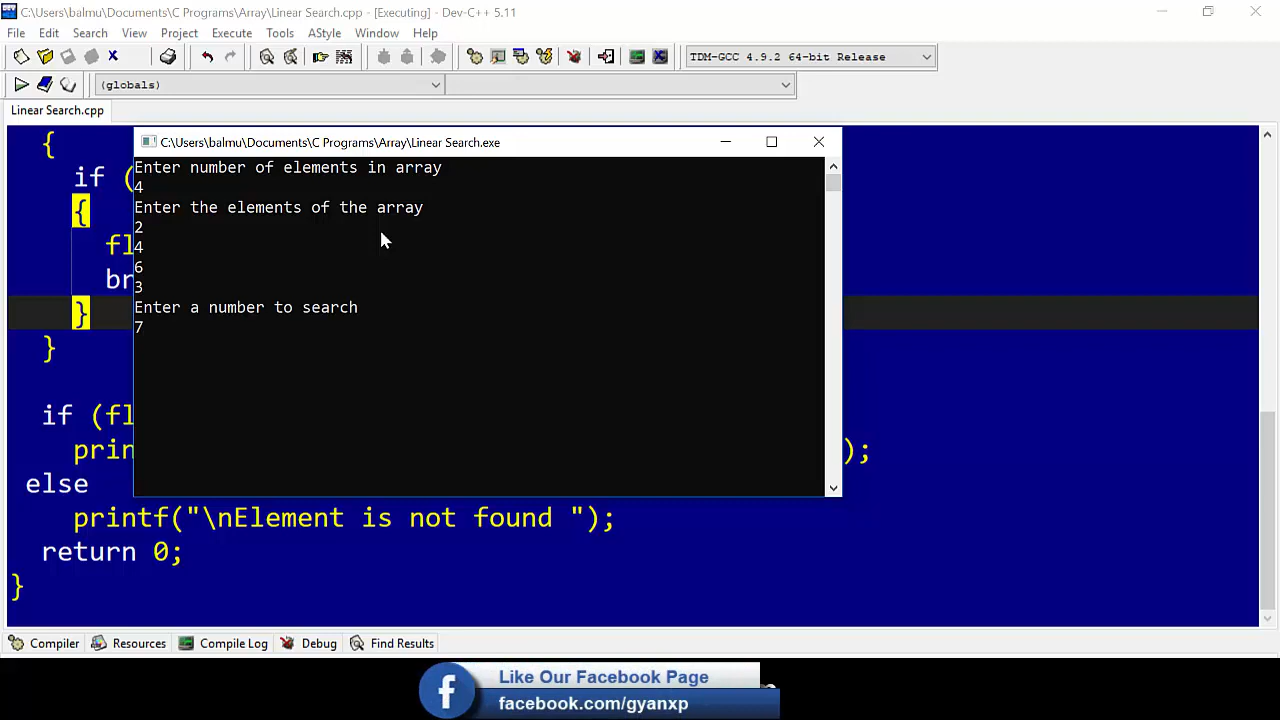 C:\Users\balmu\Documents\C Programs\Array\Linear Search.cpp - [Executing] - Dev-C++ 5.11
File Edit Search View Project Execute Tools AStyle Window Help
TDM-GCC 4.9.2 64-bit Release
(globals)
Linear Search.cpp
{
C:\Users\balmu\Documents\C Programs\Array\Linear Search.exe
Enter number of elements in array
4
Enter the elements of the array
2
4
6
3
Enter a number to search
7
if (
{
fl
br
}
}
if (fl
prin
);
else
printf("\nElement is not found ");
return 0;
}
Compiler Resources Compile Log Debug Find Results
Like Our Facebook Page
facebook.com/gyanxp